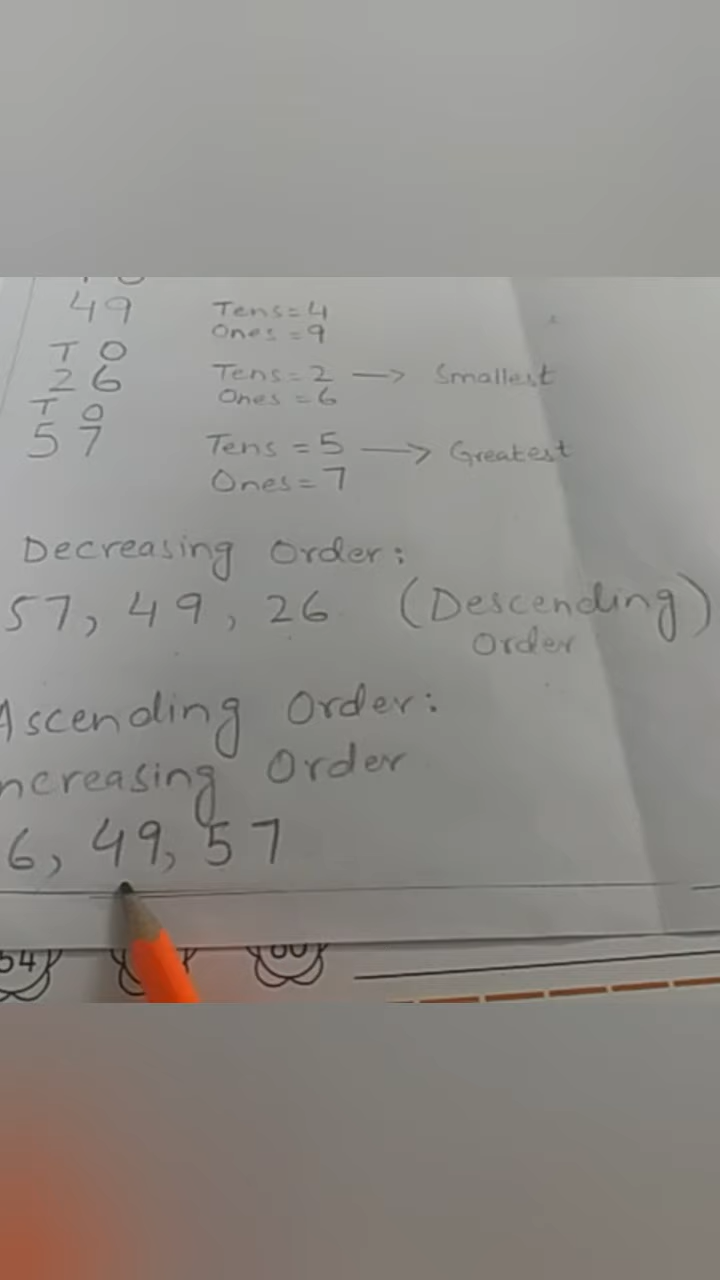 49 Tens=4
Ones=9
T O
26 Tens=2 → Smallest
Ones=6
T O
57 Tens=5 → Greatest
Ones=7
Decreasing Order:
57, 49, 26 (Descending)
Order
Ascending Order:
ncreasing Order
6, 49, 57
54